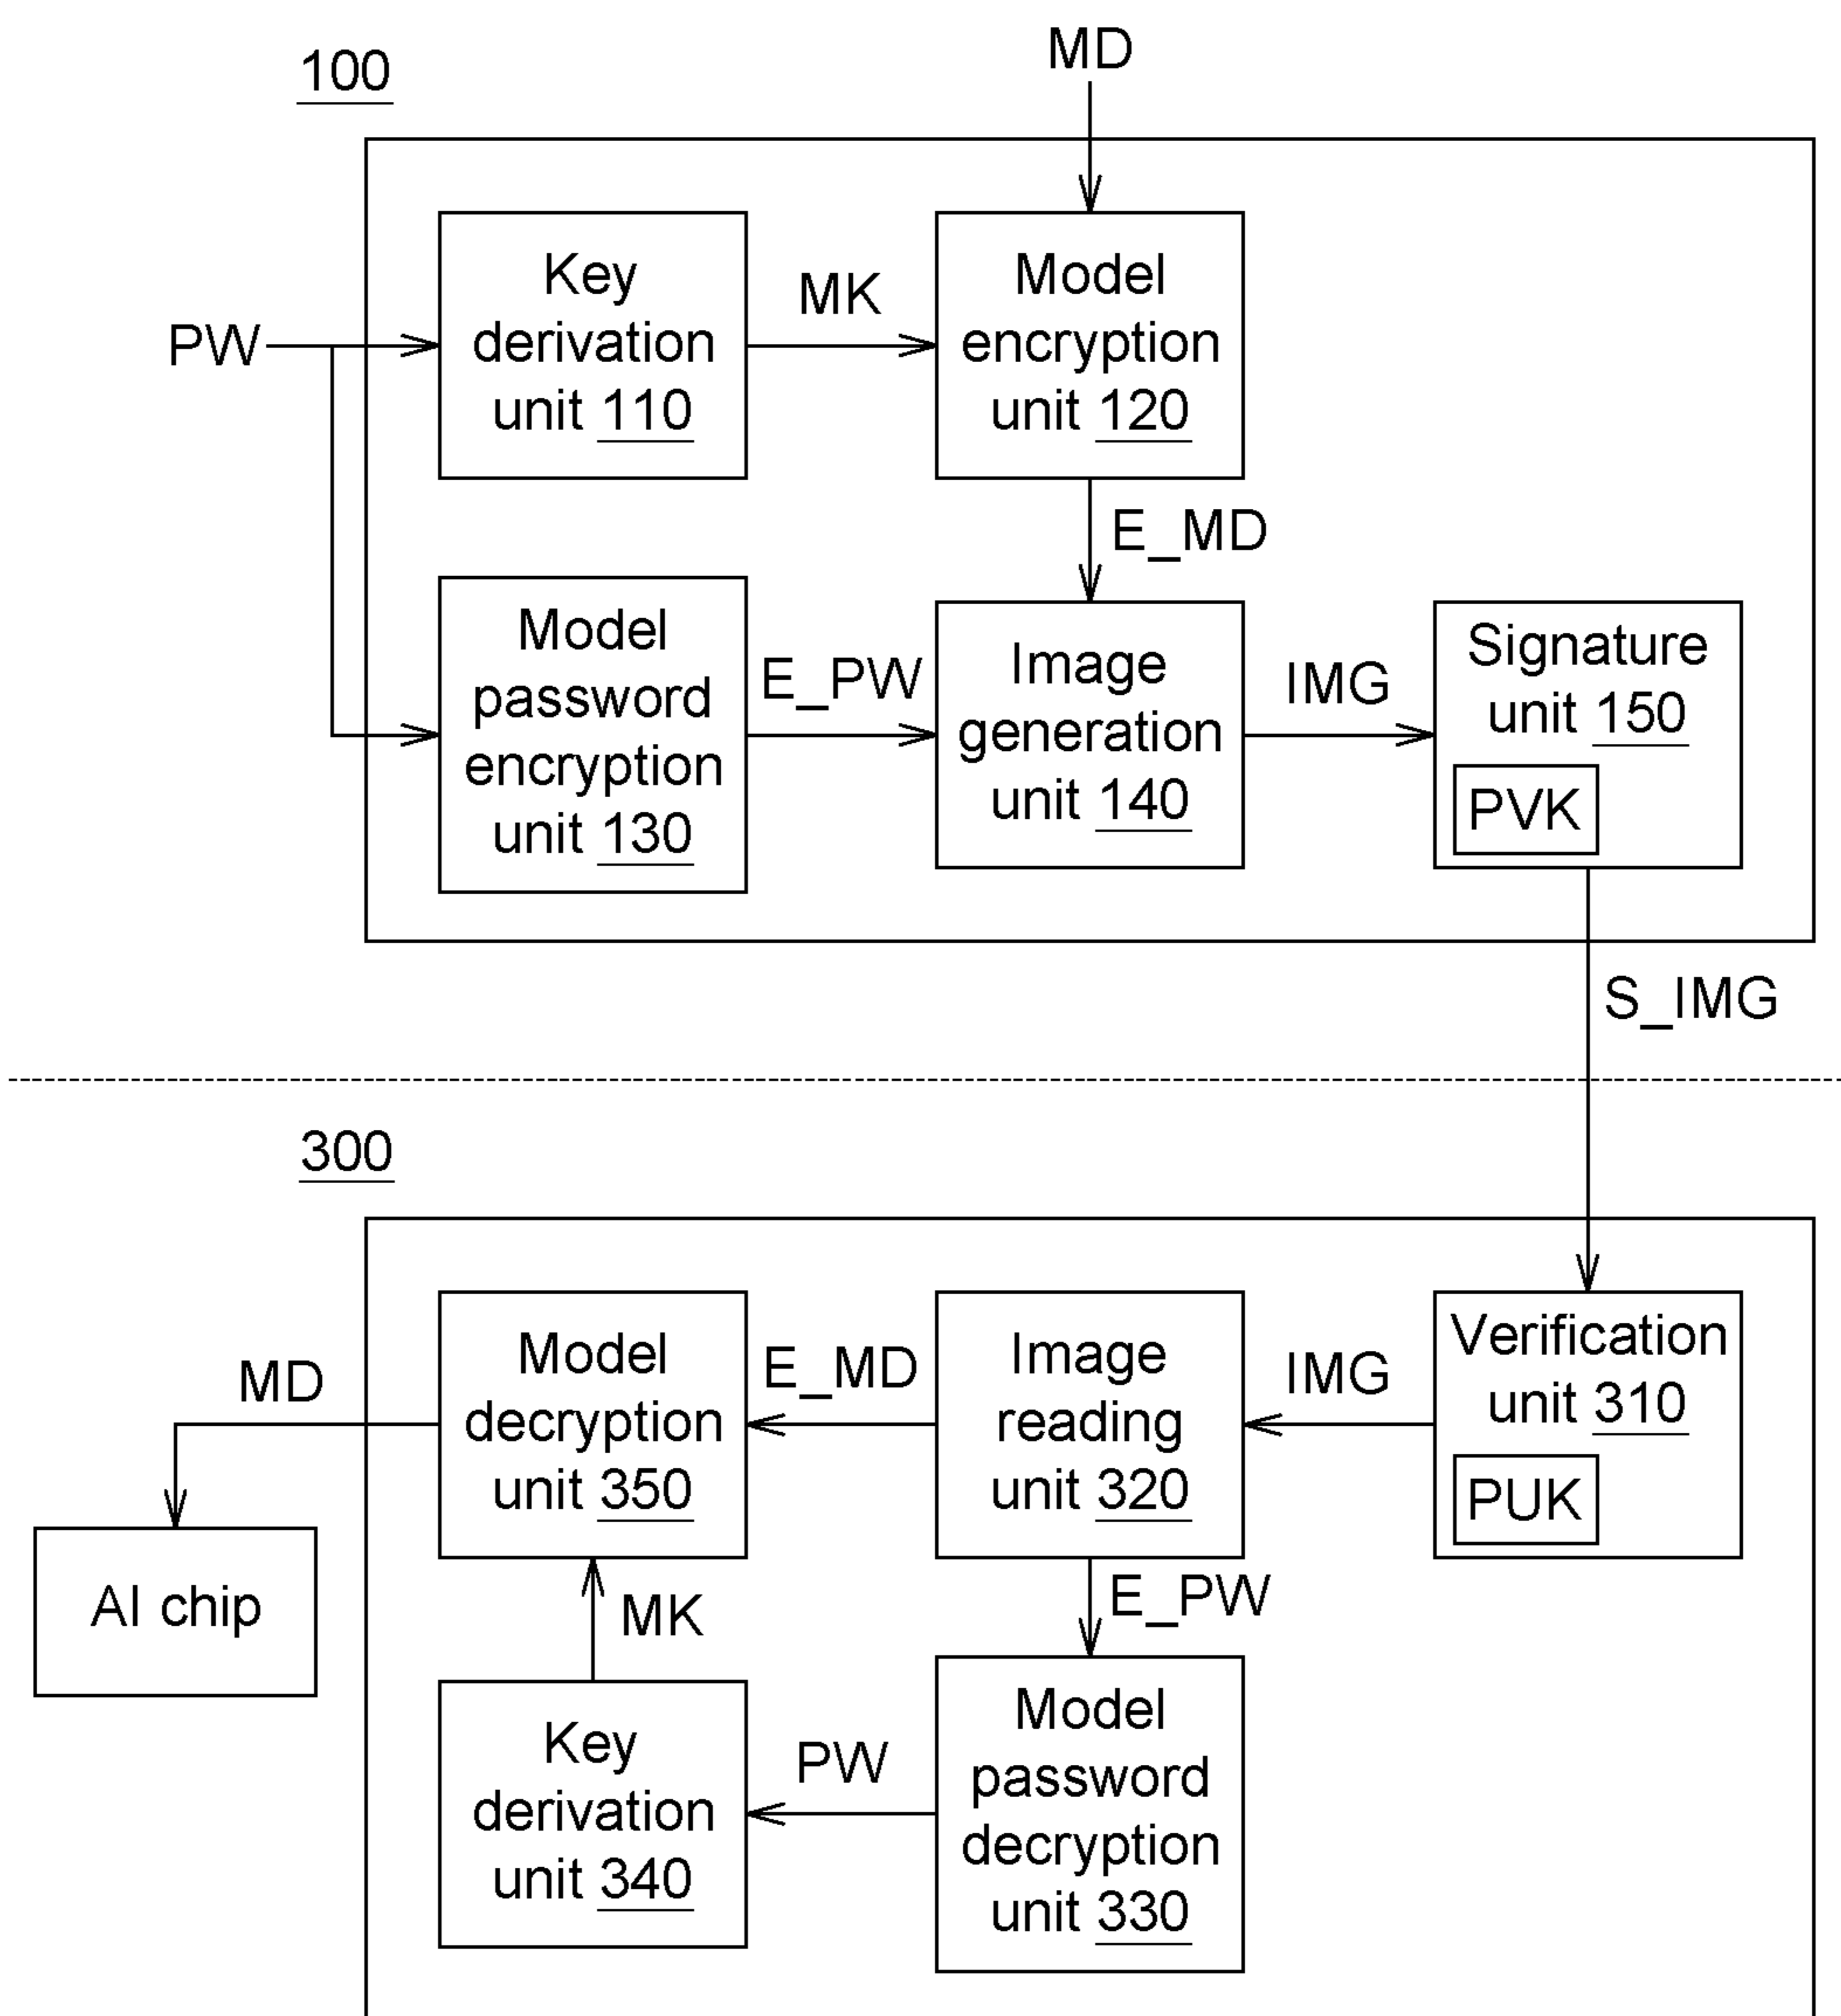 100
MD
Key
derivation
unit 110
MK
Model
encryption
unit 120
PW
E_MD
Model
password
encryption
unit 130
E_PW
Image
generation
unit 140
IMG
Signature
unit 150
PVK
S_IMG
300
MD
Model
decryption
unit 350
E_MD
Image
reading
unit 320
IMG
Verification
unit 310
PUK
AI chip
MK
E_PW
Key
derivation
unit 340
PW
Model
password
decryption
unit 330